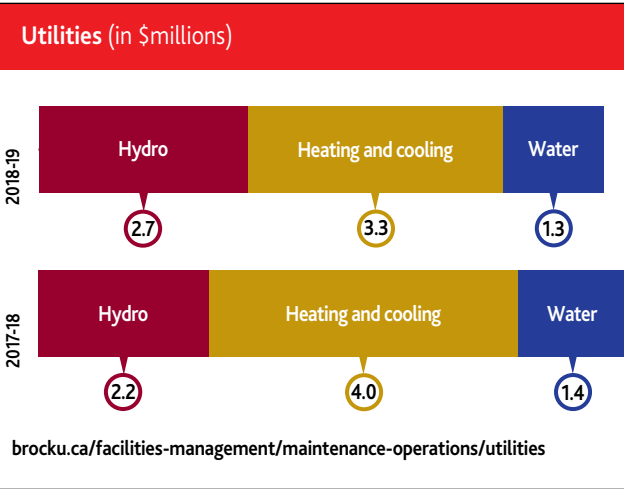 Utilities (in $millions)
2018-19
Hydro
Heating and cooling
Water
2.7
3.3
1.3
2017-18
Hydro
Heating and cooling
Water
2.2
4.0
1.4
brocku.ca/facilities-management/maintenance-operations/utilities